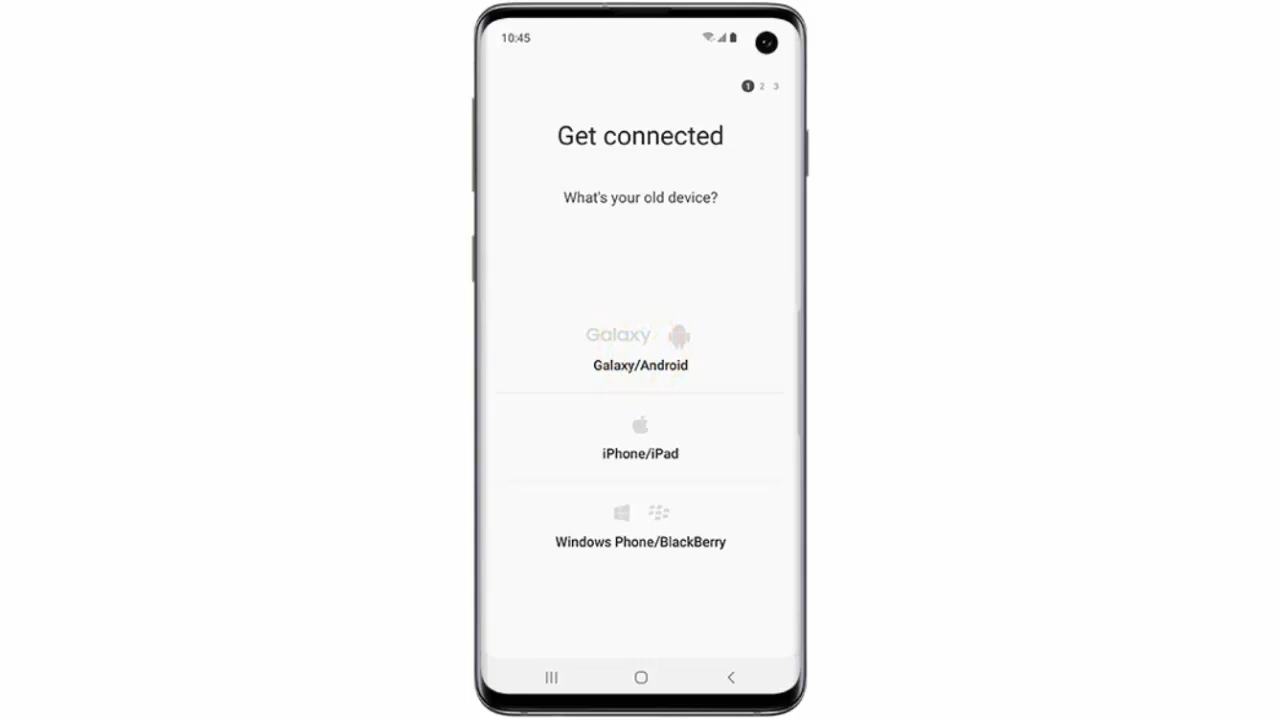 10:45
1 2 3
Get connected
What's your old device?
Galaxy
Galaxy/Android
iPhone/iPad
Windows Phone/BlackBerry